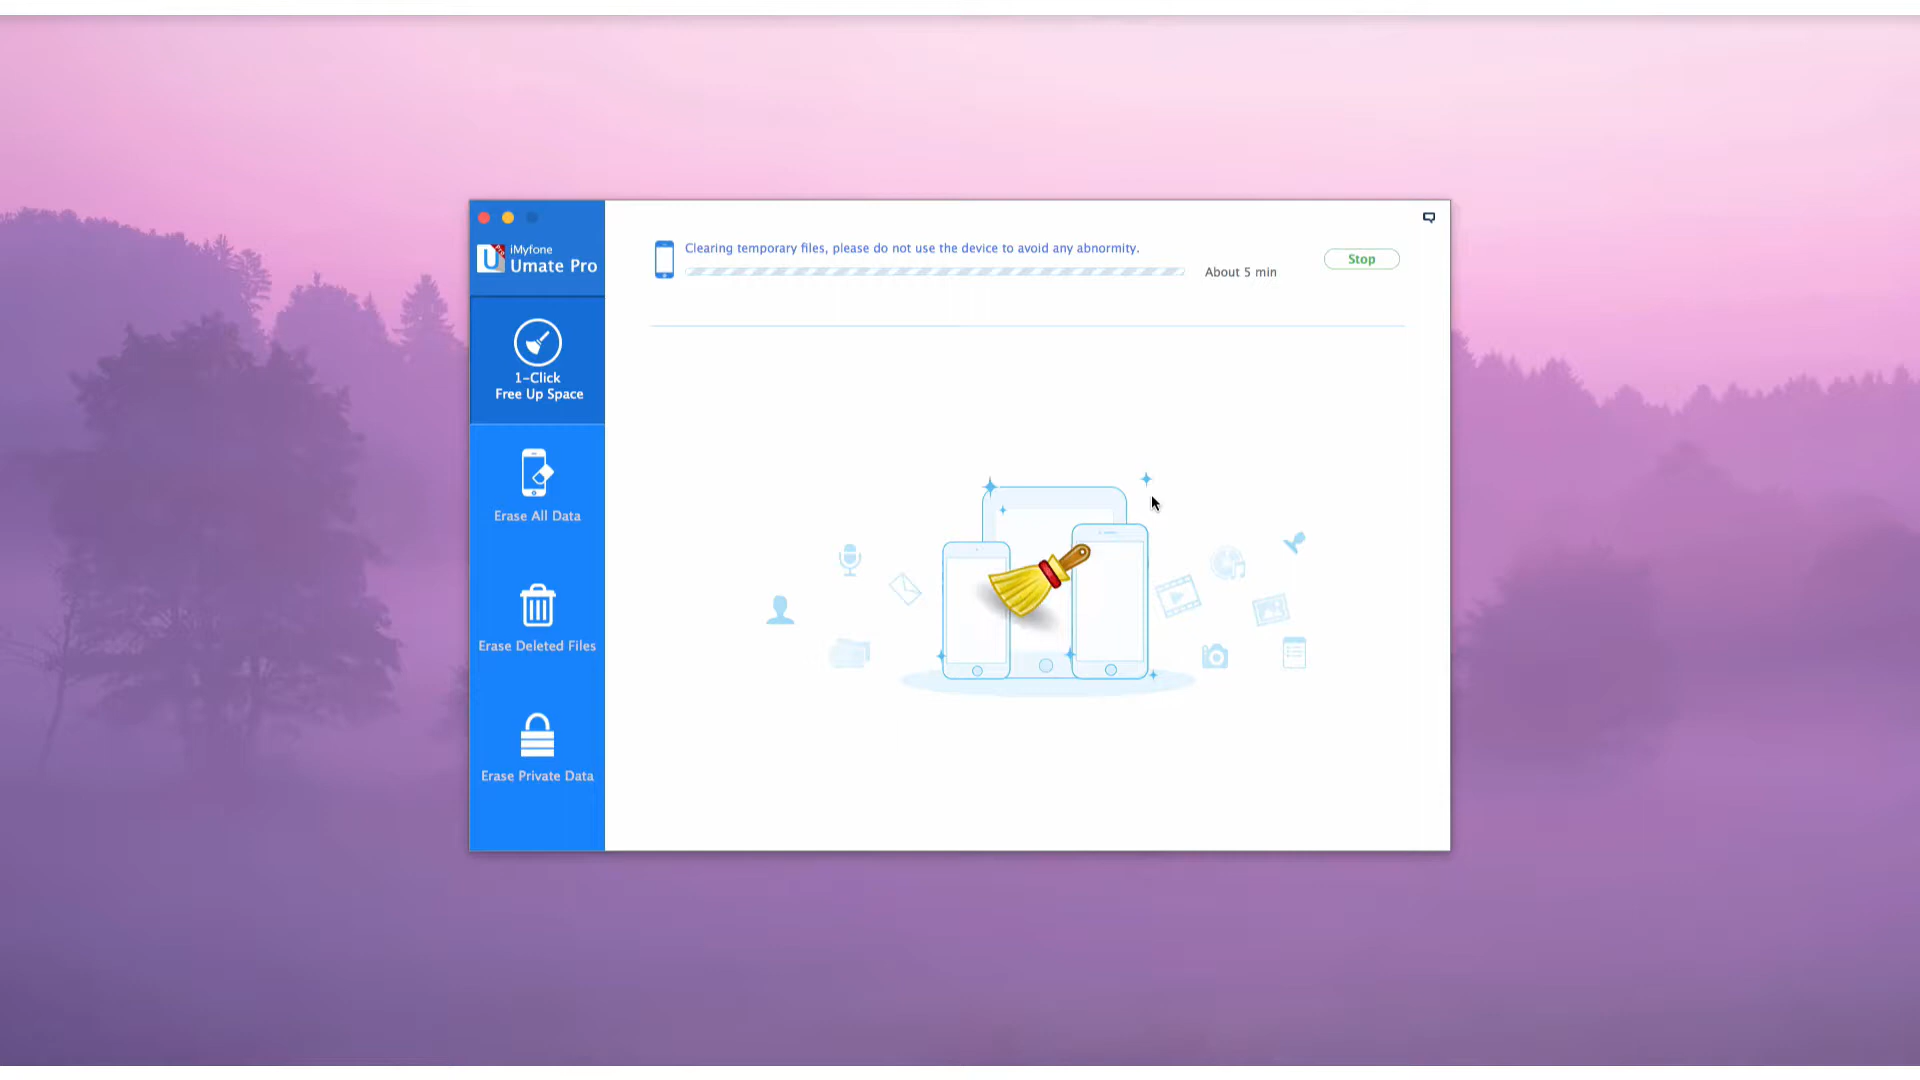 iMyfone
Umate Pro
Clearing temporary files, please do not use the device to avoid any abnormity.
About 5 min
Stop
1-Click
Free Up Space
Erase All Data
Erase Deleted Files
Erase Private Data